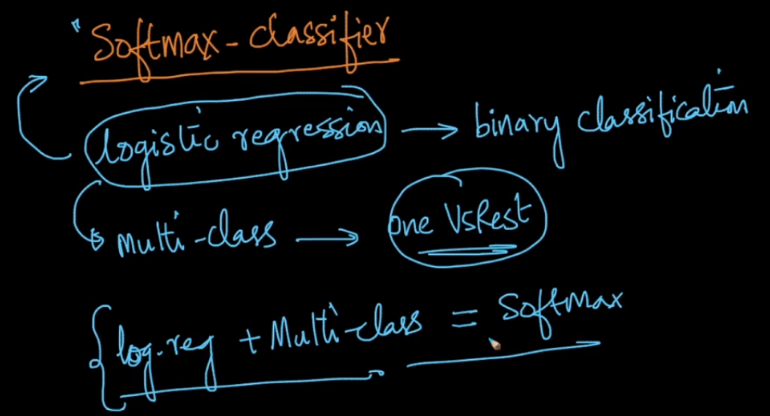 Softmax-classifier
logistic regression → binary classification
Multi-class → one VsRest
log.reg + Multi-class = Softmax